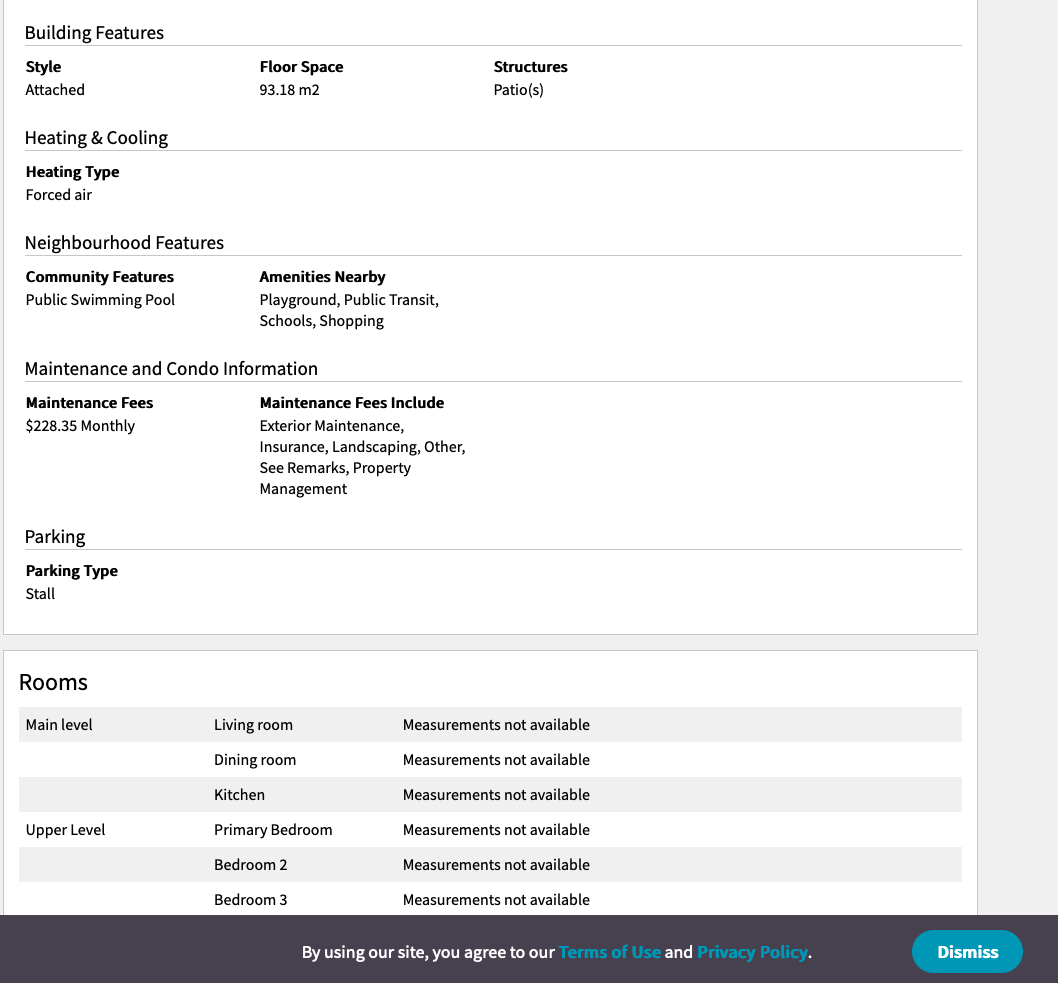 Building Features
Style Floor Space Structures
Attached 93.18 m2 Patio(s)
Heating & Cooling
Heating Type
Forced air
Neighbourhood Features
Community Features Amenities Nearby
Public Swimming Pool Playground, Public Transit,
Schools, Shopping
Maintenance and Condo Information
Maintenance Fees Maintenance Fees Include
$228.35 Monthly Exterior Maintenance,
Insurance, Landscaping, Other,
See Remarks, Property
Management
Parking
Parking Type
Stall
Rooms
Main level Living room Measurements not available
Dining room Measurements not available
Kitchen Measurements not available
Upper Level Primary Bedroom Measurements not available
Bedroom 2 Measurements not available
Bedroom 3 Measurements not available
By using our site, you agree to our Terms of Use and Privacy Policy. Dismiss